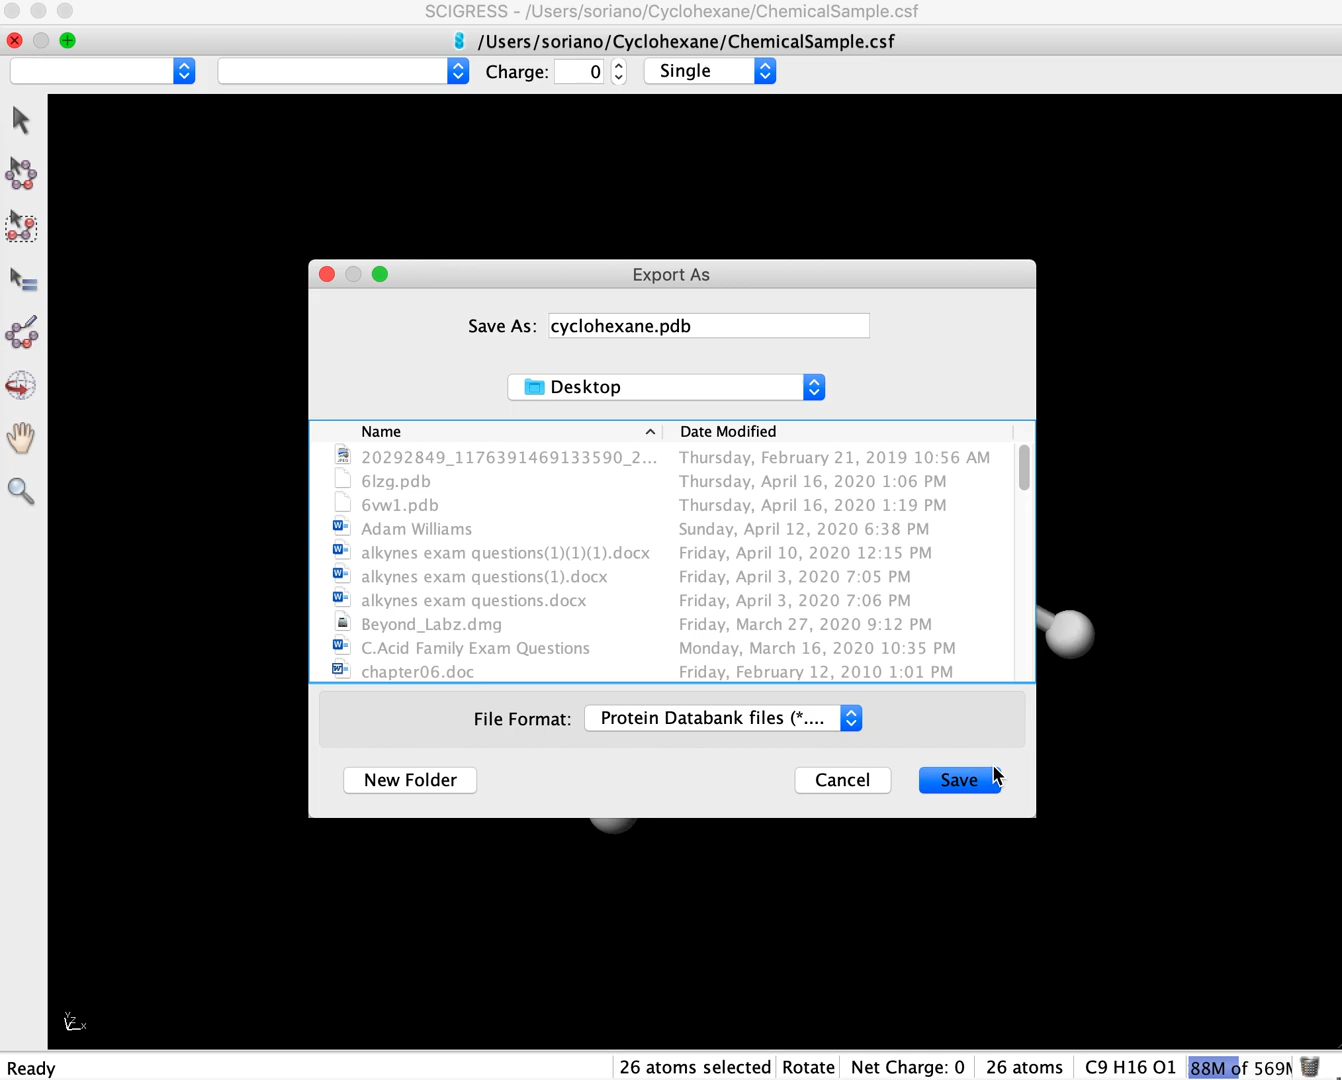 SCIGRESS - /Users/soriano/Cyclohexane/ChemicalSample.csf
/Users/soriano/Cyclohexane/ChemicalSample.csf
Charge: 0 Single
Export As
Save As: cyclohexane.pdb
Desktop
Name Date Modified
20292849_1176391469133590_2... Thursday, February 21, 2019 10:56 AM
6lzg.pdb Thursday, April 16, 2020 1:06 PM
6vw1.pdb Thursday, April 16, 2020 1:19 PM
Adam Williams Sunday, April 12, 2020 6:38 PM
alkynes exam questions(1)(1)(1).docx Friday, April 10, 2020 12:15 PM
alkynes exam questions(1).docx Friday, April 3, 2020 7:05 PM
alkynes exam questions.docx Friday, April 3, 2020 7:06 PM
Beyond_Labz.dmg Friday, March 27, 2020 9:12 PM
C.Acid Family Exam Questions Monday, March 16, 2020 10:35 PM
chapter06.doc Friday, February 12, 2010 1:01 PM
File Format: Protein Databank files (*....
New Folder Cancel Save
Y
Z
X
Ready 26 atoms selected Rotate Net Charge: 0 26 atoms C9 H16 O1 88M of 569M